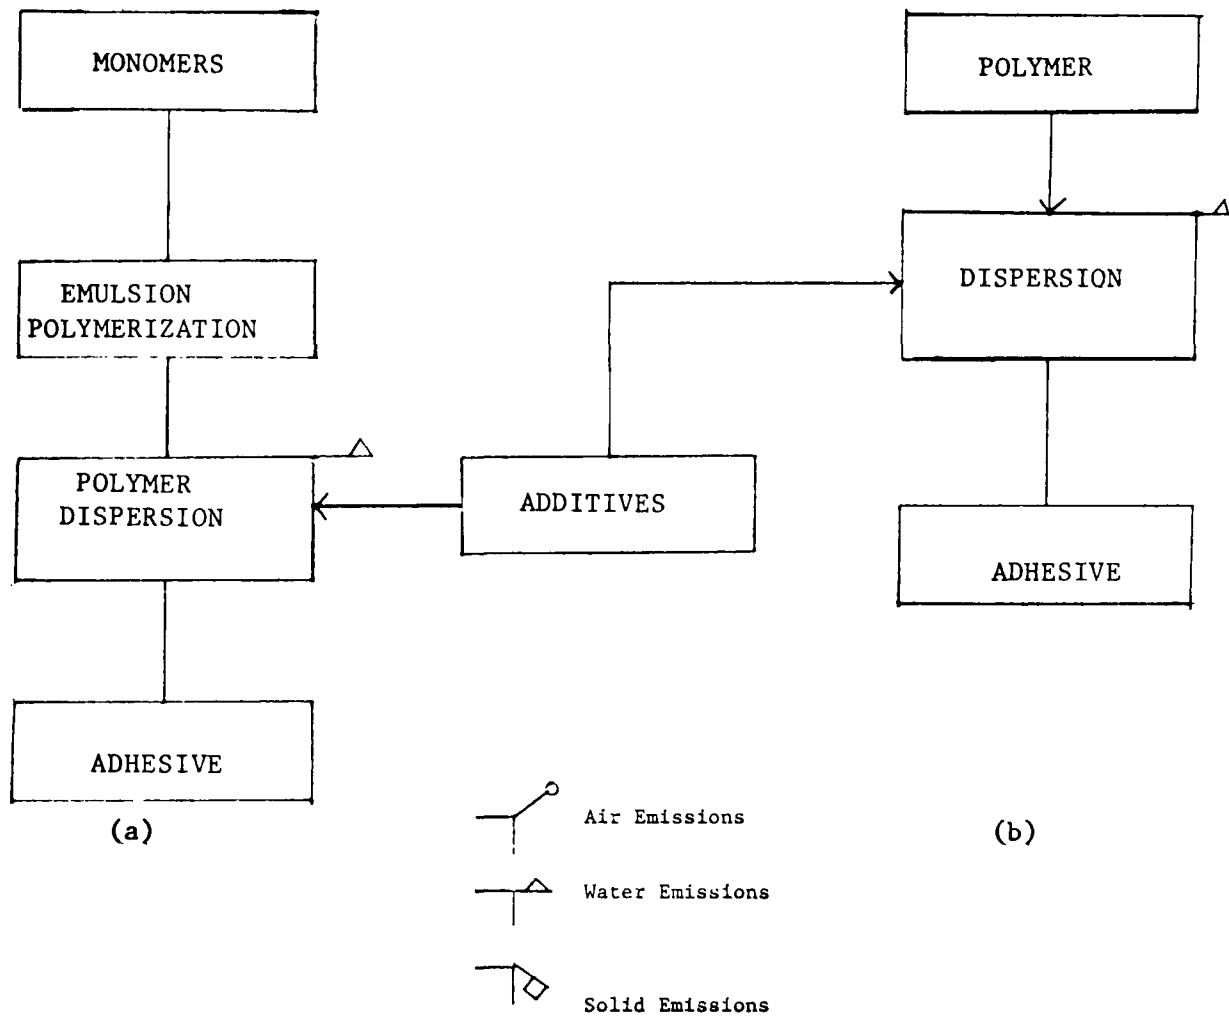 MONOMERS
POLYMER
EMULSION
POLYMERIZATION
DISPERSION
POLYMER
DISPERSION
ADDITIVES
ADHESIVE
ADHESIVE
(a)
(b)
Air Emissions
Water Emissions
Solid Emissions